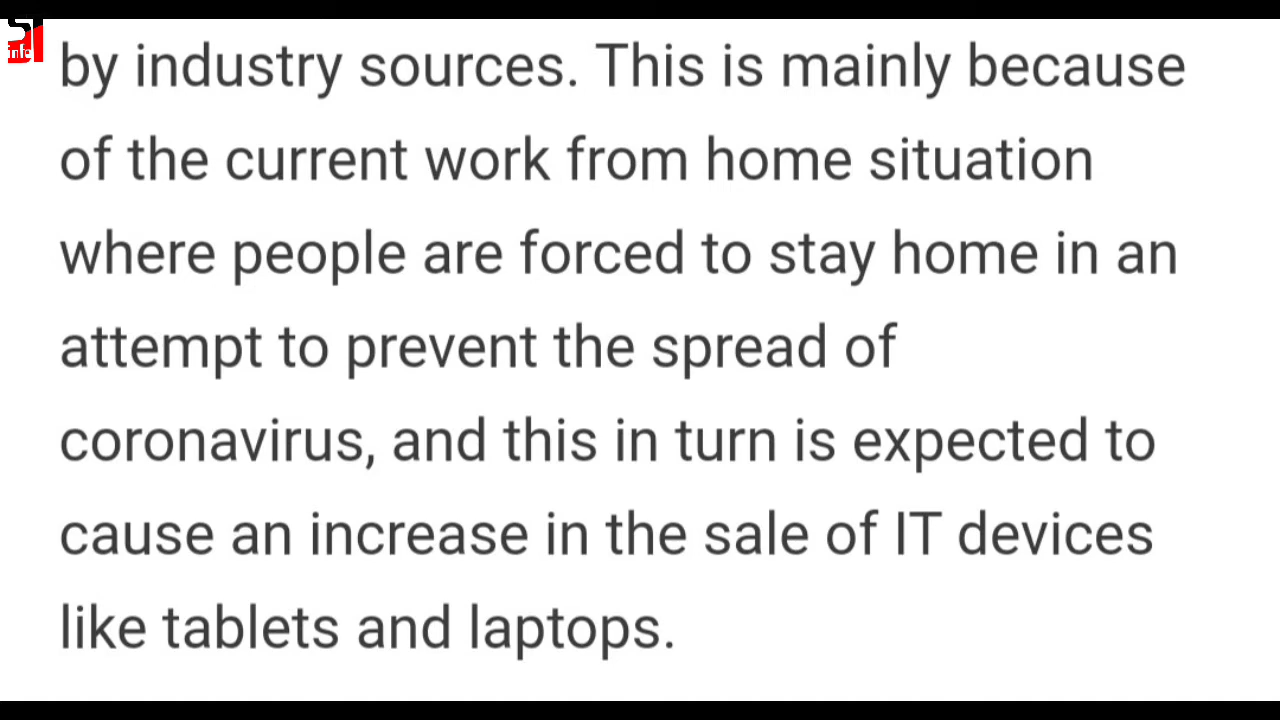 SI
info
by industry sources. This is mainly because
of the current work from home situation
where people are forced to stay home in an
attempt to prevent the spread of
coronavirus, and this in turn is expected to
cause an increase in the sale of IT devices
like tablets and laptops.